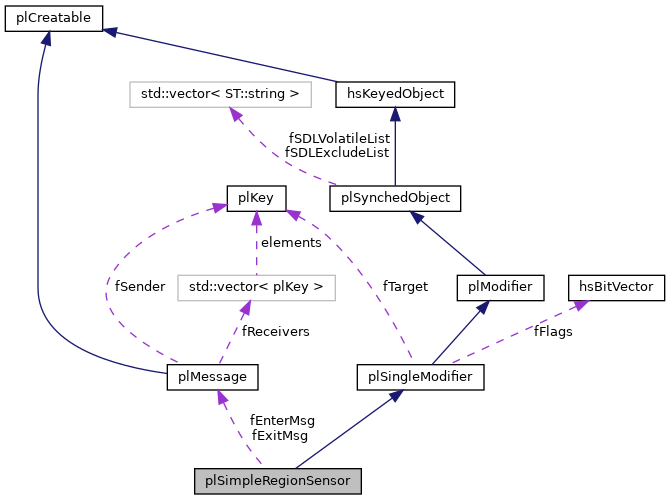 plCreatable
std::vector< ST::string >
hsKeyedObject
fSDLVolatileList
fSDLExcludeList
plKey
plSynchedObject
elements
fSender
std::vector< plKey >
fTarget
plModifier
hsBitVector
fReceivers
fFlags
plMessage
plSingleModifier
fEnterMsg
fExitMsg
plSimpleRegionSensor